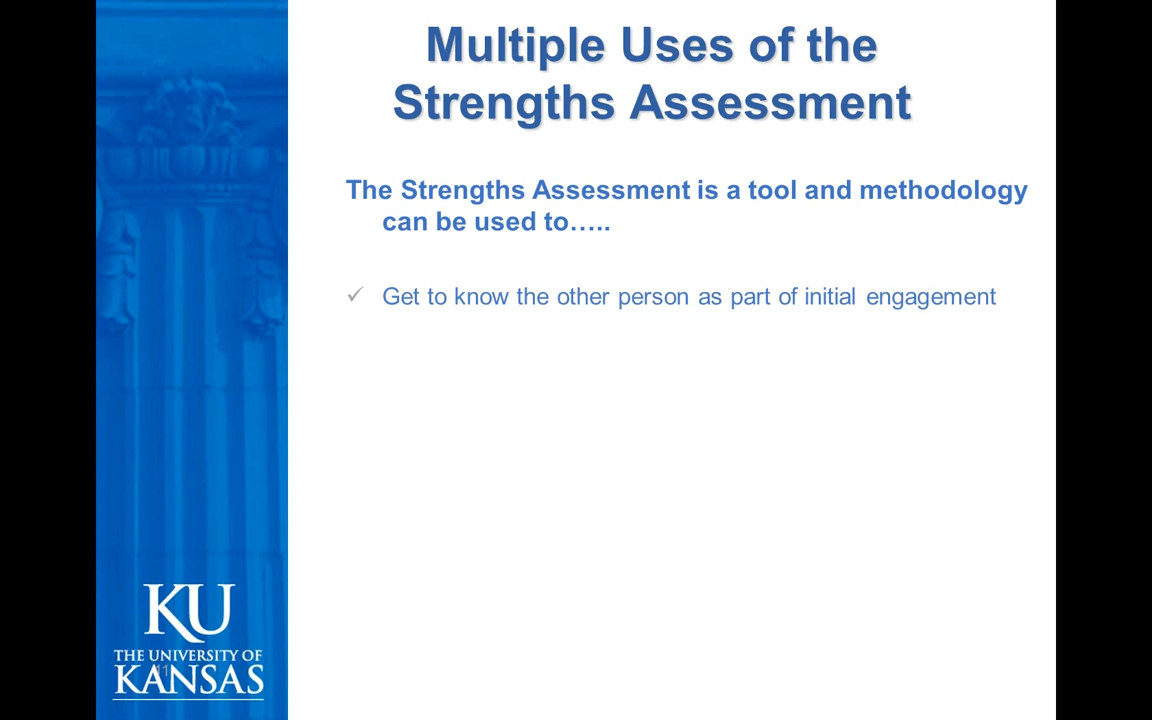 Multiple Uses of the
Strengths Assessment
The Strengths Assessment is a tool and methodology
can be used to…..
✓ Get to know the other person as part of initial engagement
KU
THE UNIVERSITY OF
11
KANSAS